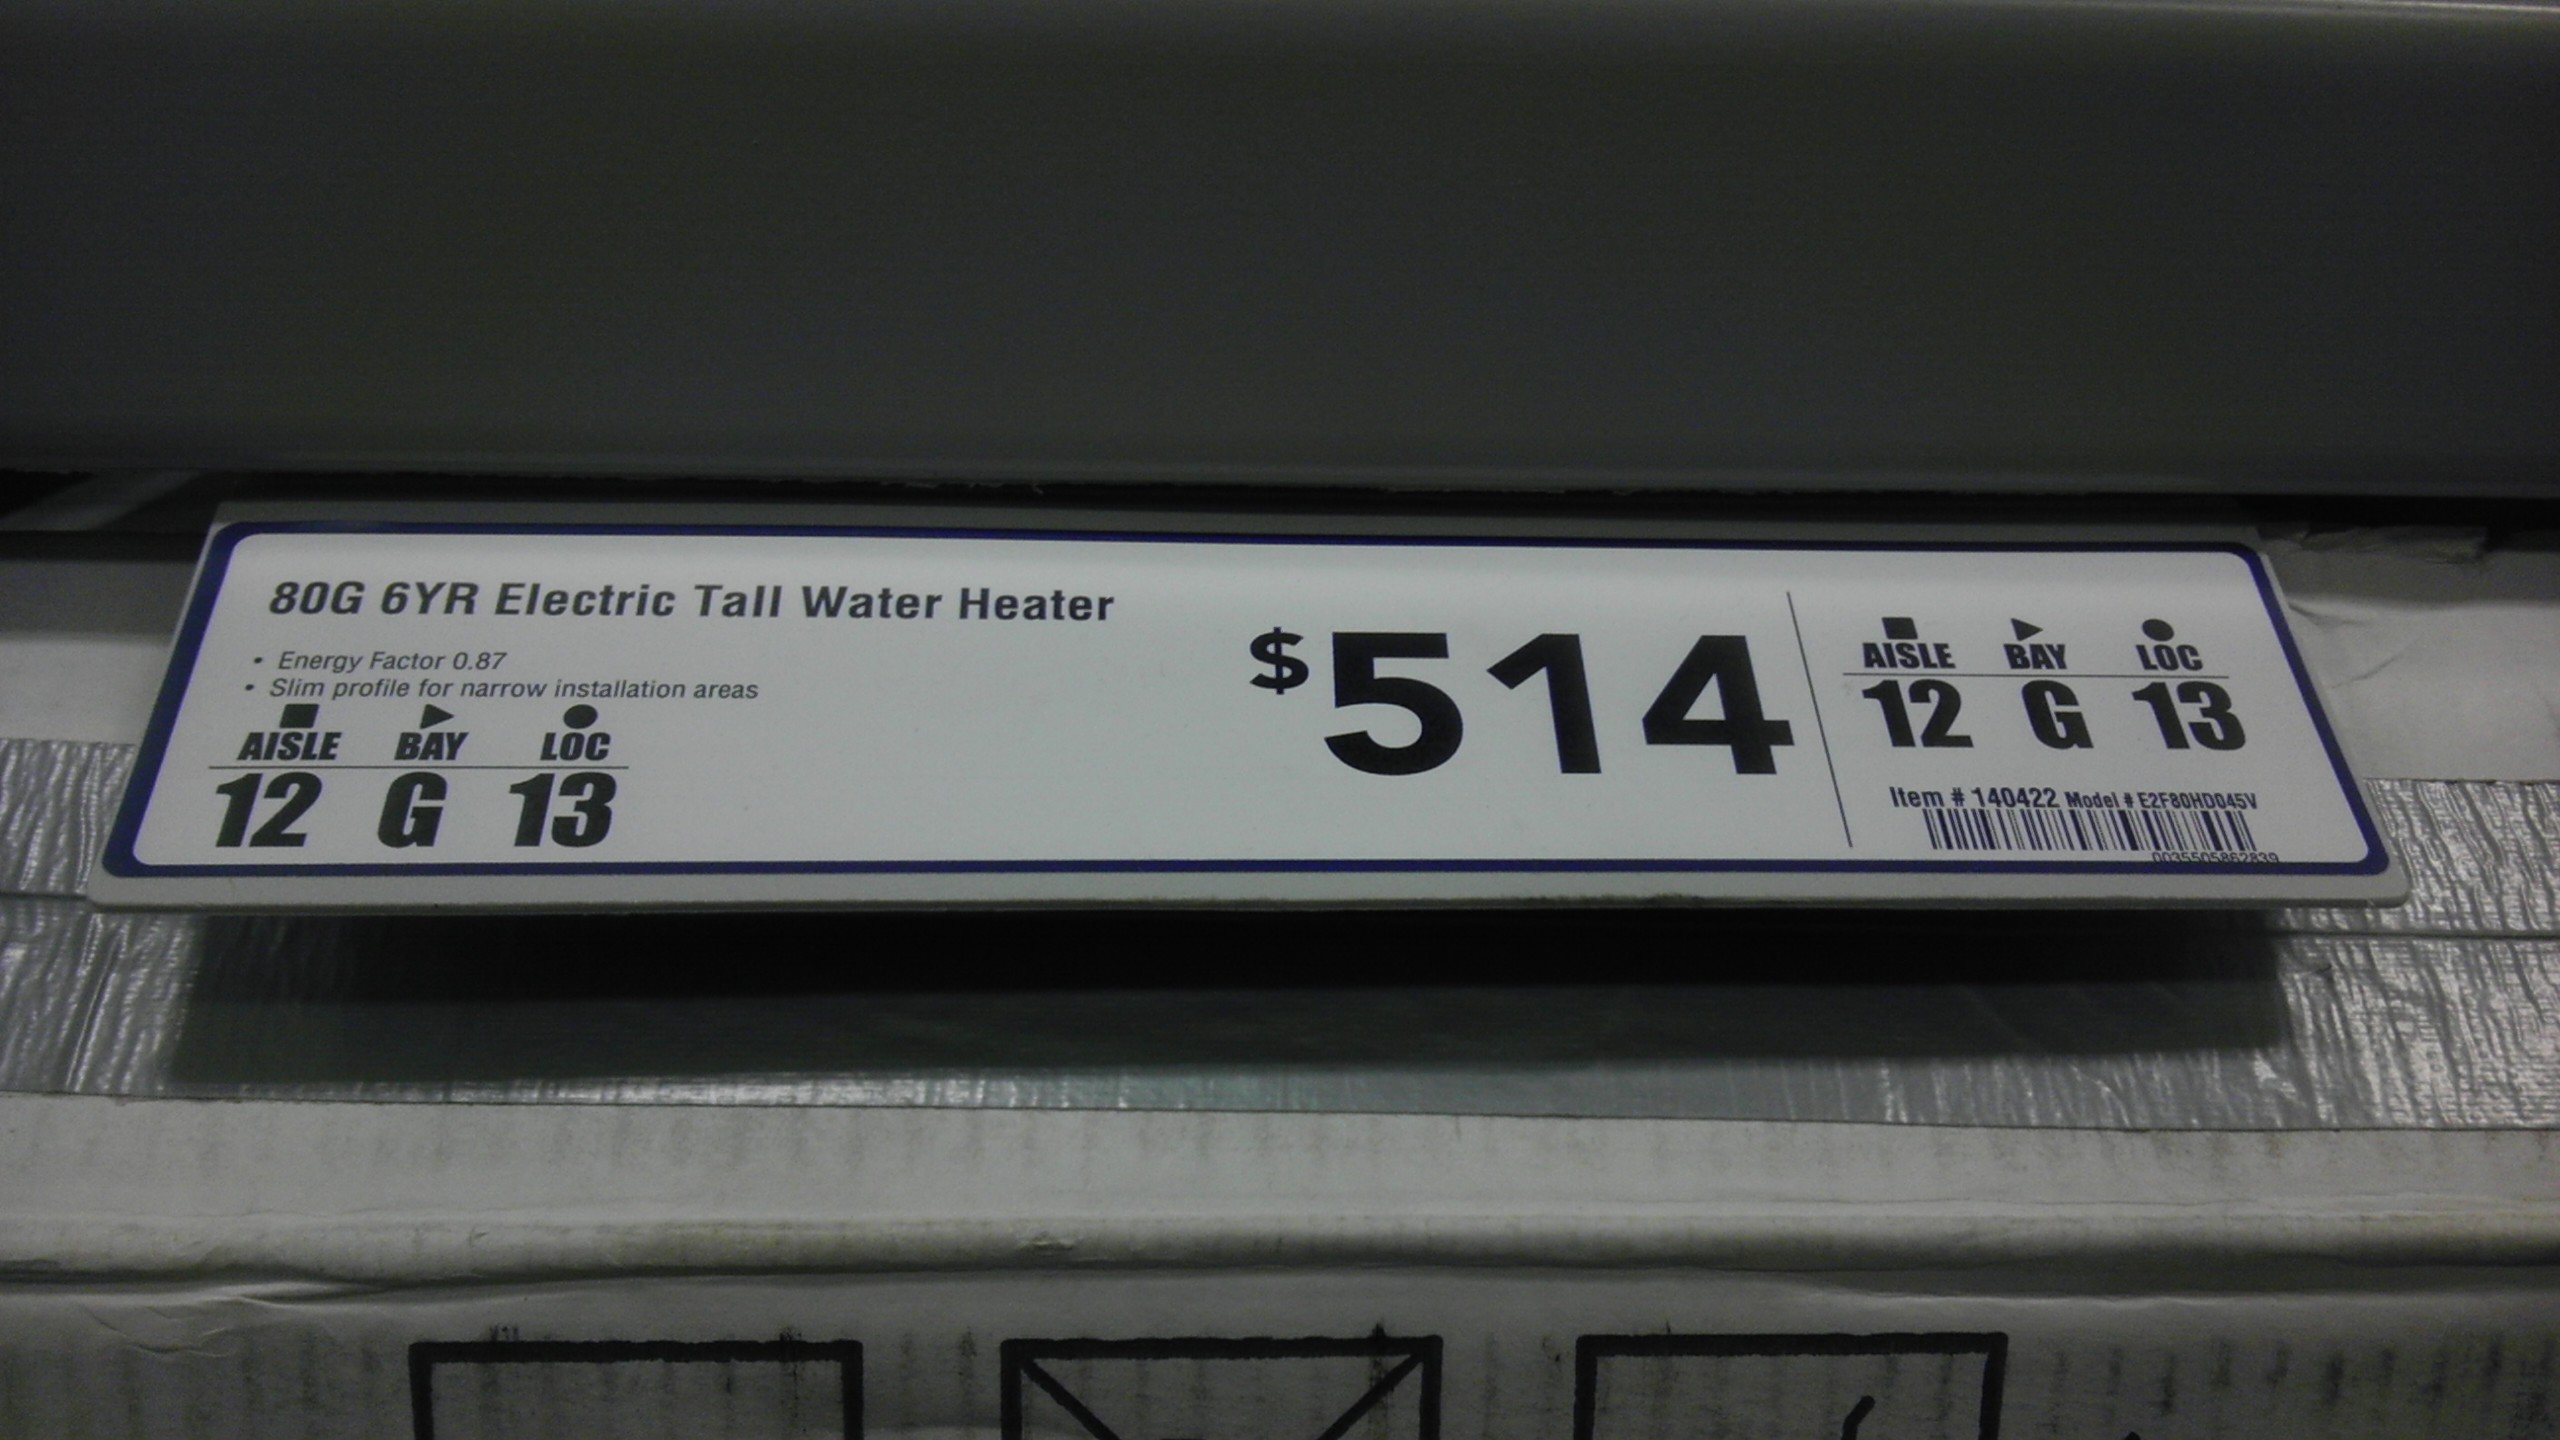 80G 6YR Electric Tall Water Heater
• Energy Factor 0.87
• Slim profile for narrow installation areas
AISLE BAY LOC
12 G 13
$514
AISLE BAY LOC
12 G 13
Item # 140422 Model # E2F80HD045V
0035505862839